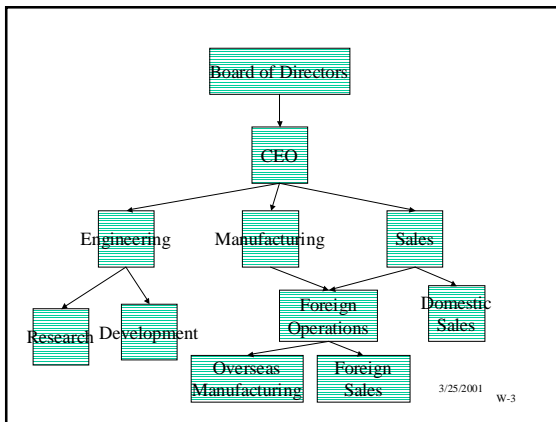 Board of Directors
CEO
Engineering
Manufacturing
Sales
Research
Development
Foreign
Operations
Domestic
Sales
Overseas
Manufacturing
Foreign
Sales
3/25/2001
W-3